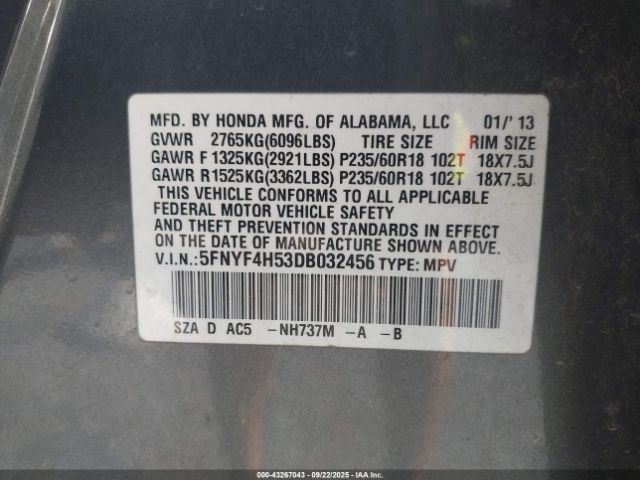 MFD. BY HONDA MFG. OF ALABAMA, LLC 01/'13
GVWR 2765KG(6096LBS) TIRE SIZE RIM SIZE
GAWR F 1325KG(2921LBS) P235/60R18 102T 18X7.5J
GAWR R1525KG(3362LBS) P235/60R18 102T 18X7.5J
THIS VEHICLE CONFORMS TO ALL APPLICABLE
FEDERAL MOTOR VEHICLE SAFETY
AND THEFT PREVENTION STANDARDS IN EFFECT
ON THE DATE OF MANUFACTURE SHOWN ABOVE.
V.I.N.:5FNYF4H53DB032456 TYPE: MPV
SZA D AC5 -NH737M -A -B
000-43267043 - 09/22/2025 - IAAI.COM